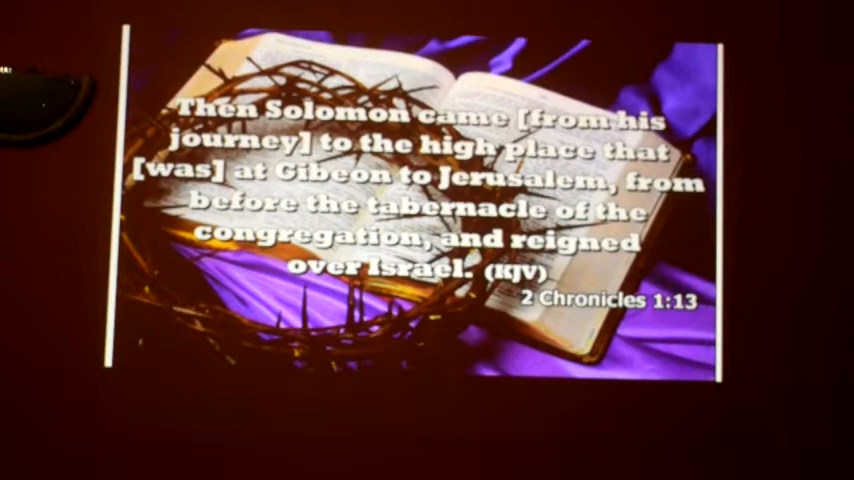 Then Solomon came [from his
journey] to the high place that
[was] at Gibeon to Jerusalem, from
before the tabernacle of the
congregation, and reigned
over Israel. (KJV)
2 Chronicles 1:13